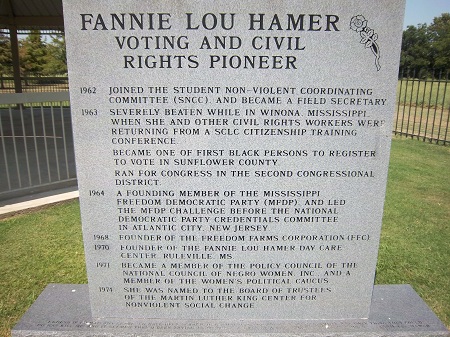 FANNIE LOU HAMER
VOTING AND CIVIL
RIGHTS PIONEER
1962 JOINED THE STUDENT NON-VIOLENT COORDINATING
COMMITTEE (SNCC), AND BECAME A FIELD SECRETARY
1963 SEVERELY BEATEN WHILE IN WINONA, MISSISSIPPI,
WHEN SHE AND OTHER CIVIL RIGHTS WORKERS WERE
RETURNING FROM A SCLC CITIZENSHIP TRAINING
CONFERENCE.
BECAME ONE OF FIRST BLACK PERSONS TO REGISTER
TO VOTE IN SUNFLOWER COUNTY.
RAN FOR CONGRESS IN THE SECOND CONGRESSIONAL
DISTRICT.
1964 A FOUNDING MEMBER OF THE MISSISSIPPI
FREEDOM DEMOCRATIC PARTY (MFDP), AND LED
THE MFDP CHALLENGE BEFORE THE NATIONAL
DEMOCRATIC PARTY CREDENTIALS COMMITTEE
IN ATLANTIC CITY, NEW JERSEY
1968 FOUNDER OF THE FREEDOM FARMS CORPORATION (FFC)
1970 FOUNDER OF THE FANNIE LOU HAMER DAY CARE
CENTER, RULEVILLE, MS.
1971 BECAME A MEMBER OF THE POLICY COUNCIL OF THE
NATIONAL COUNCIL OF NEGRO WOMEN, INC., AND A
MEMBER OF THE WOMEN'S POLITICAL CAUCUS
1974 SHE WAS NAMED TO THE BOARD OF TRUSTEES
OF THE MARTIN LUTHER KING CENTER FOR
NONVIOLENT SOCIAL CHANGE